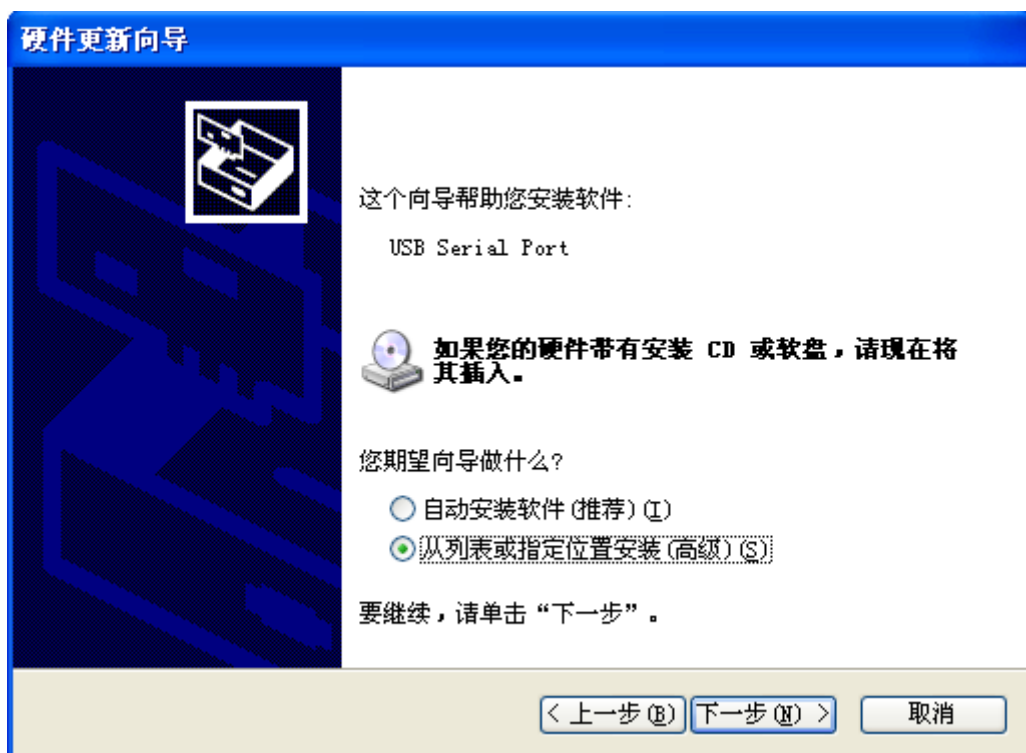 硬件更新向导
这个向导帮助您安装软件:
USB Serial Port
如果您的硬件带有安装 CD 或软盘，请现在将
其插入。
您期望向导做什么?
自动安装软件(推荐)(I)
从列表或指定位置安装(高级)(S)
要继续，请单击“下一步”。
< 上一步(B) 下一步(N) > 取消